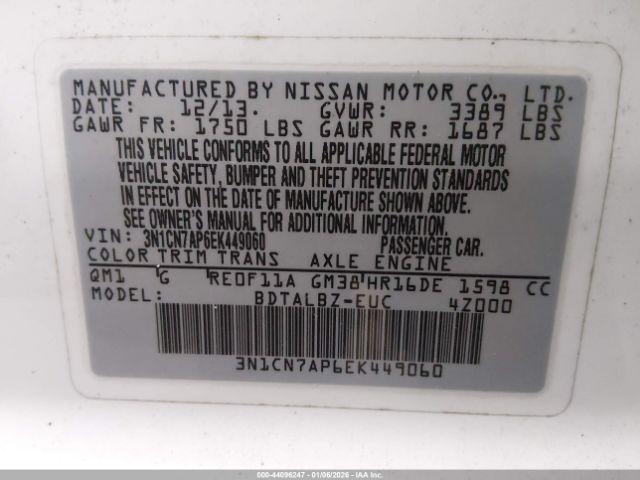 MANUFACTURED BY NISSAN MOTOR CO., LTD.
DATE: 12/13. GVWR: 3389 LBS
GAWR FR: 1750 LBS GAWR RR: 1687 LBS
THIS VEHICLE CONFORMS TO ALL APPLICABLE FEDERAL MOTOR
VEHICLE SAFETY, BUMPER AND THEFT PREVENTION STANDARDS
IN EFFECT ON THE DATE OF MANUFACTURE SHOWN ABOVE.
SEE OWNER'S MANUAL FOR ADDITIONAL INFORMATION.
VIN: 3N1CN7AP6EK449060 PASSENGER CAR.
COLOR TRIM TRANS AXLE ENGINE
QM1 G RE0F11A GM38 HR16DE 1598 CC
MODEL: BDTALBZ-EUC 4Z000
3N1CN7AP6EK449060
000-44096247 - 01/06/2026 - IAA